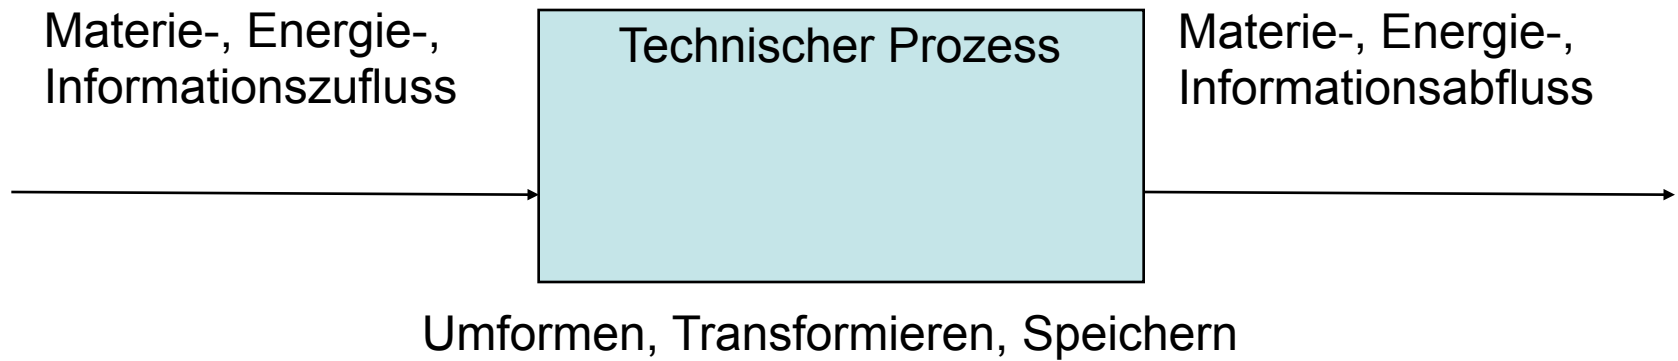 Materie-, Energie-,
Informationszufluss
Technischer Prozess
Materie-, Energie-,
Informationsabfluss
Umformen, Transformieren, Speichern